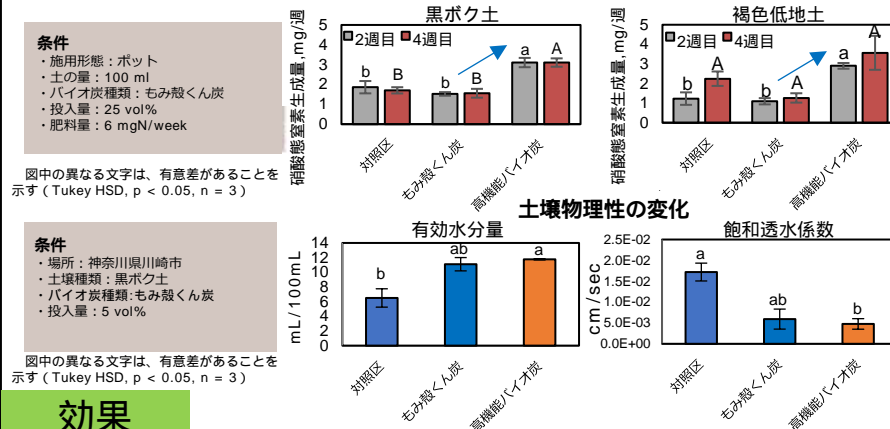 条件
・施用形態：ポット
・土の量：100 ml
・バイオ炭種類：もみ殻くん炭
・投入量：25 vol%
・肥料量：6 mgN/week
図中の異なる文字は、有意差があることを
示す（Tukey HSD, p < 0.05, n = 3）
黒ボク土
硝酸態窒素生成量,mg/週
5
4
3
2
1
0
2週目 4週目
b B b B a A
対照区
もみ殻くん炭
高機能バイオ炭
褐色低地土
硝酸態窒素生成量,mg/週
5
4
3
2
1
0
2週目 4週目
b A b A a A
対照区
もみ殻くん炭
高機能バイオ炭
土壌物理性の変化
条件
・場所：神奈川県川崎市
・土壌種類：黒ボク土
・バイオ炭種類:もみ殻くん炭
・投入量：5 vol%
図中の異なる文字は、有意差があることを
示す（Tukey HSD, p < 0.05, n = 3）
有効水分量
mL/100mL
14
12
10
8
6
4
2
0
b ab a
対照区
もみ殻くん炭
高機能バイオ炭
飽和透水係数
cm/sec
2.5E-02
2.0E-02
1.5E-02
1.0E-02
5.0E-03
0.0E+00
a ab b
対照区
もみ殻くん炭
高機能バイオ炭
効果